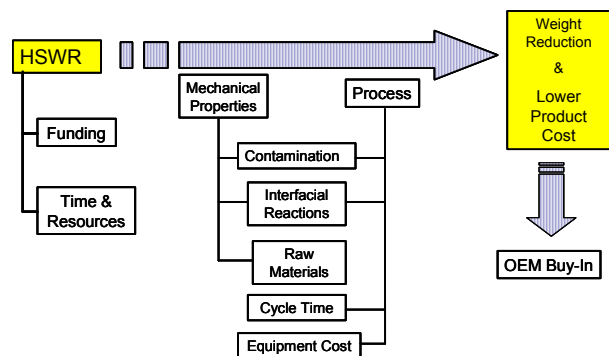 HSWR
Funding
Time &
Resources
Mechanical
Properties
Process
Contamination
Interfacial
Reactions
Raw
Materials
Cycle Time
Equipment Cost
Weight
Reduction
&
Lower
Product
Cost
OEM Buy-In